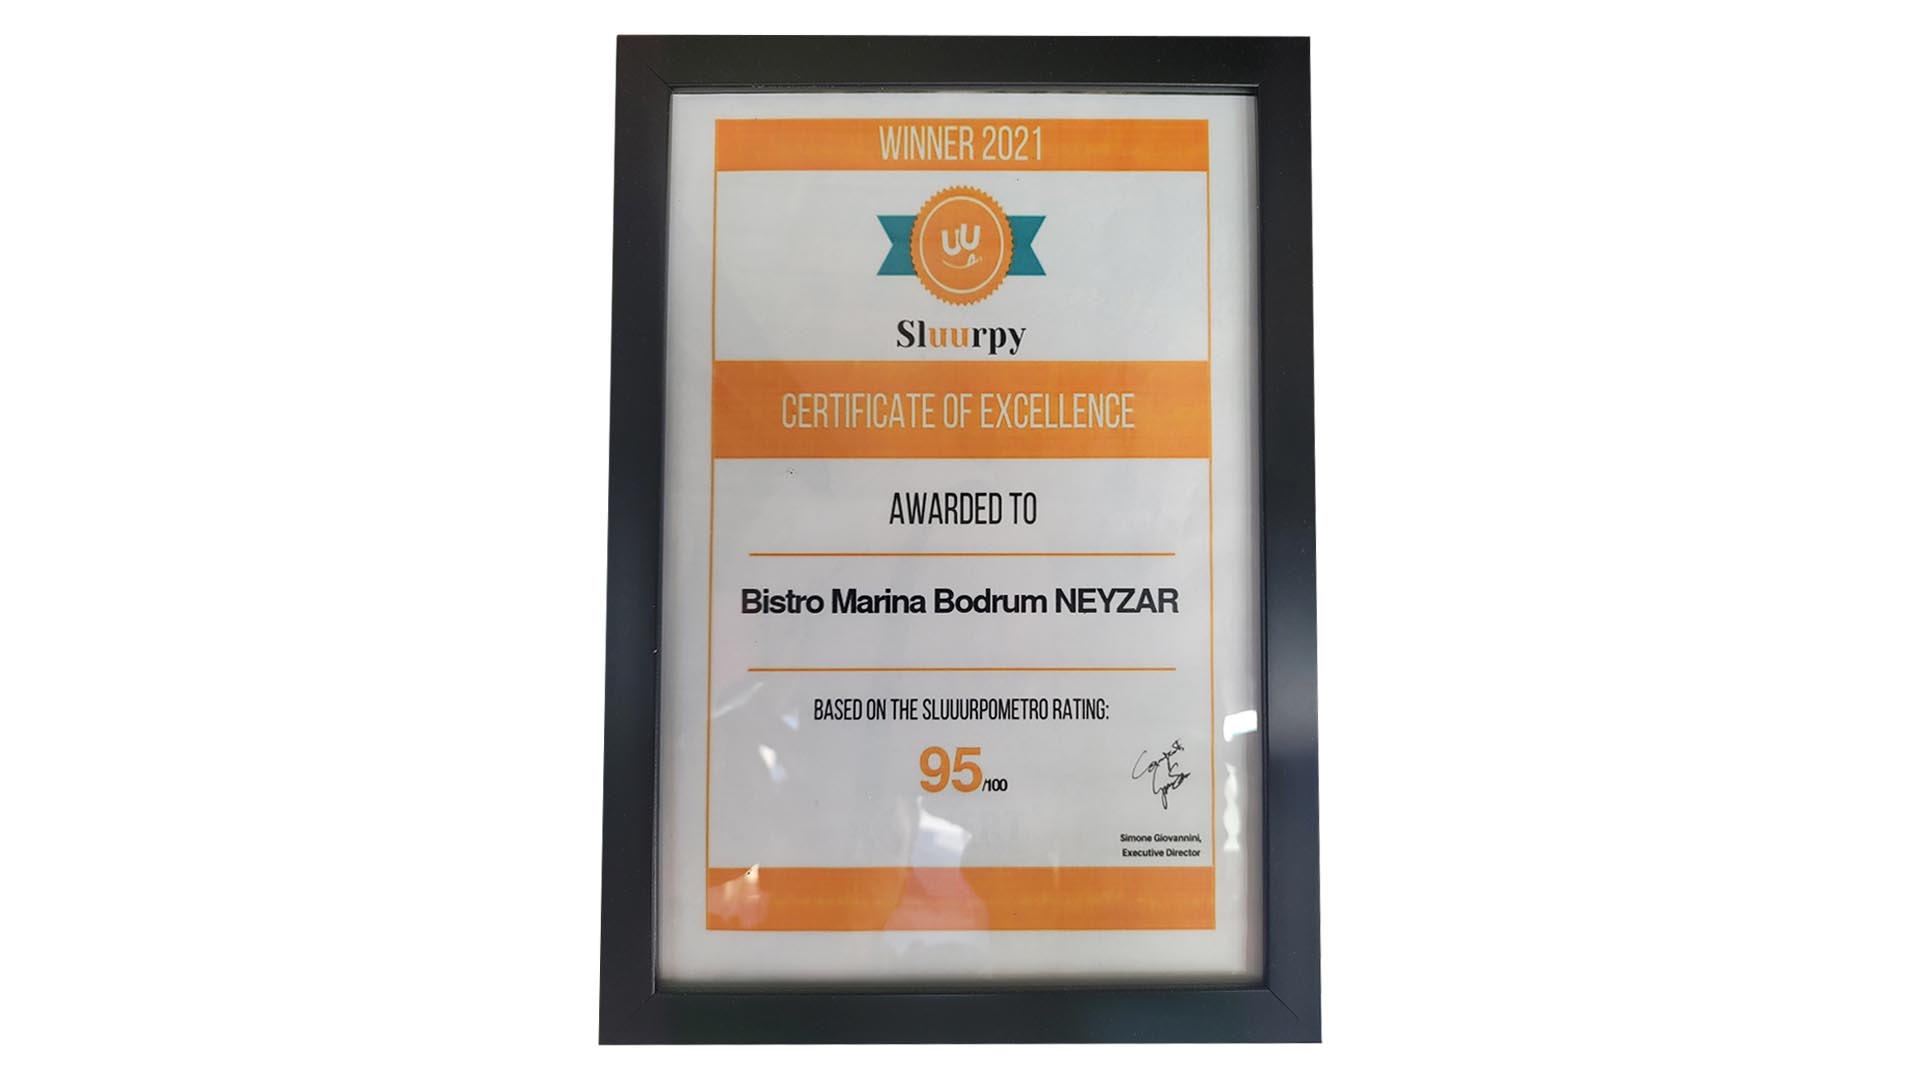 WINNER 2021
Sluurpy
CERTIFICATE OF EXCELLENCE
AWARDED TO
Bistro Marina Bodrum NEYZAR
BASED ON THE SLUUURPOMETRO RATING:
95/100
Simone Giovannini,
Executive Director